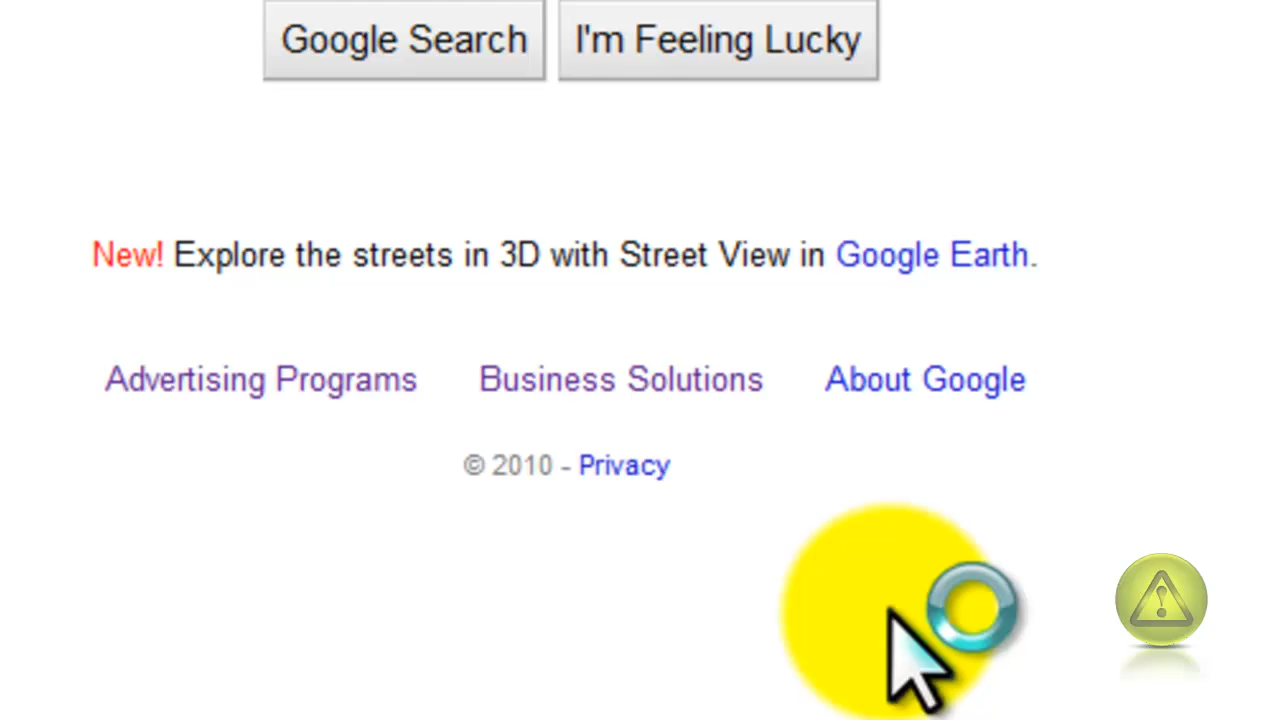 Google Search I'm Feeling Lucky
New! Explore the streets in 3D with Street View in Google Earth.
Advertising Programs Business Solutions About Google
© 2010 - Privacy